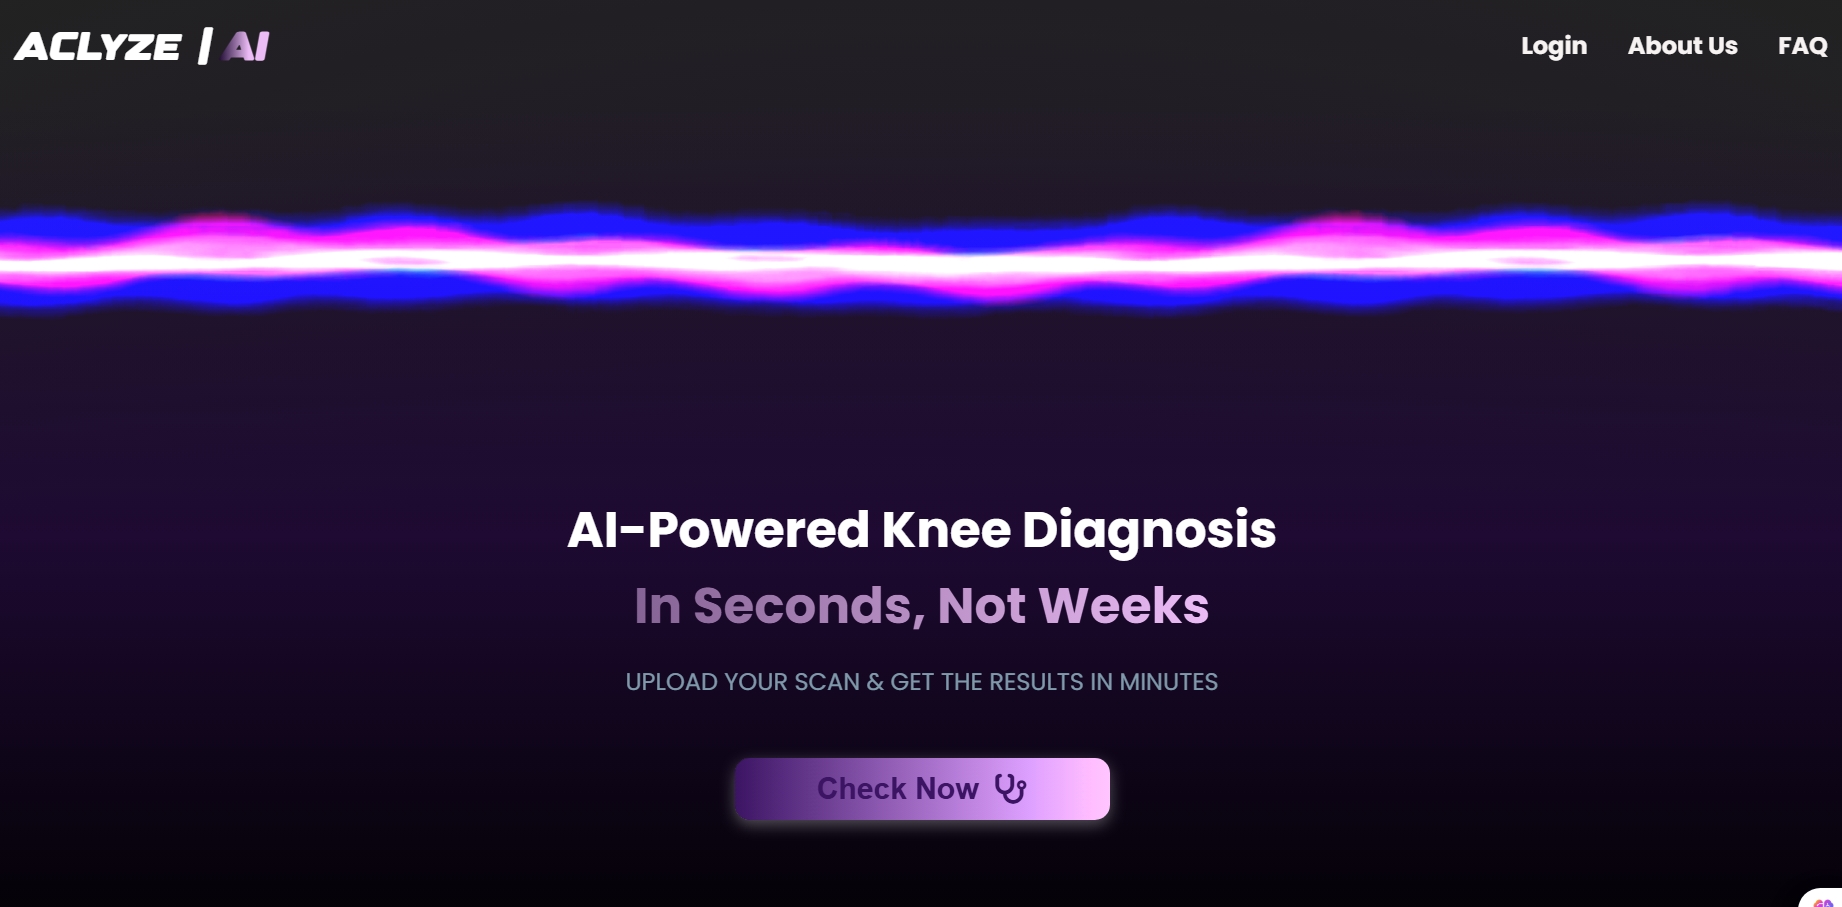 ACLYZE | AI
Login
About Us
FAQ
AI-Powered Knee Diagnosis
In Seconds, Not Weeks
UPLOAD YOUR SCAN & GET THE RESULTS IN MINUTES
Check Now